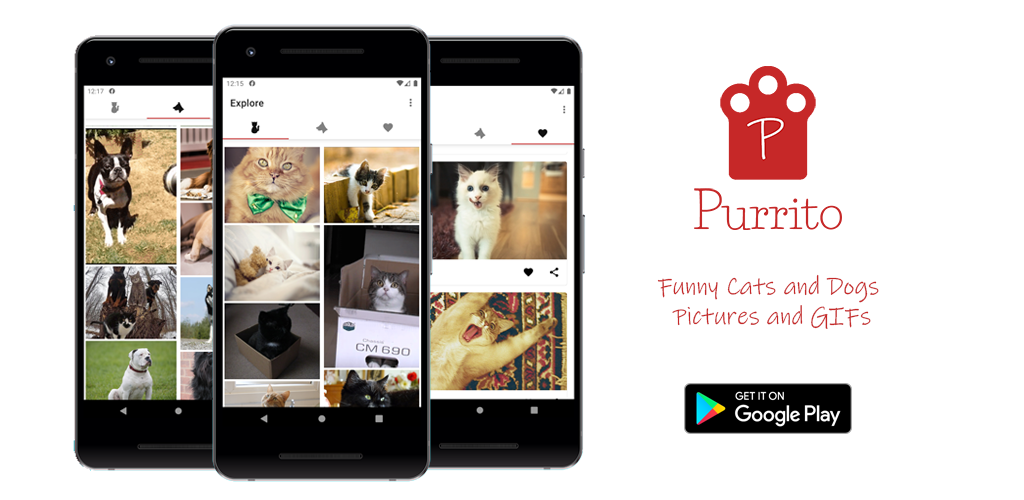 12:17
12:15
Explore
Chassis
CM 690
P
Purrito
Funny Cats and Dogs
Pictures and GIFs
GET IT ON
Google Play